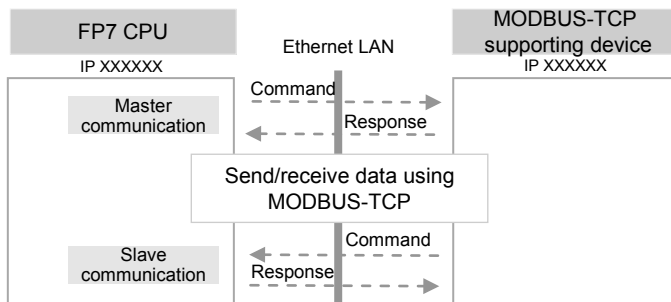 FP7 CPU
Ethernet LAN
MODBUS-TCP
supporting device
IP XXXXXX
IP XXXXXX
Command
Master
communication
Response
Send/receive data using
MODBUS-TCP
Command
Slave
communication
Response